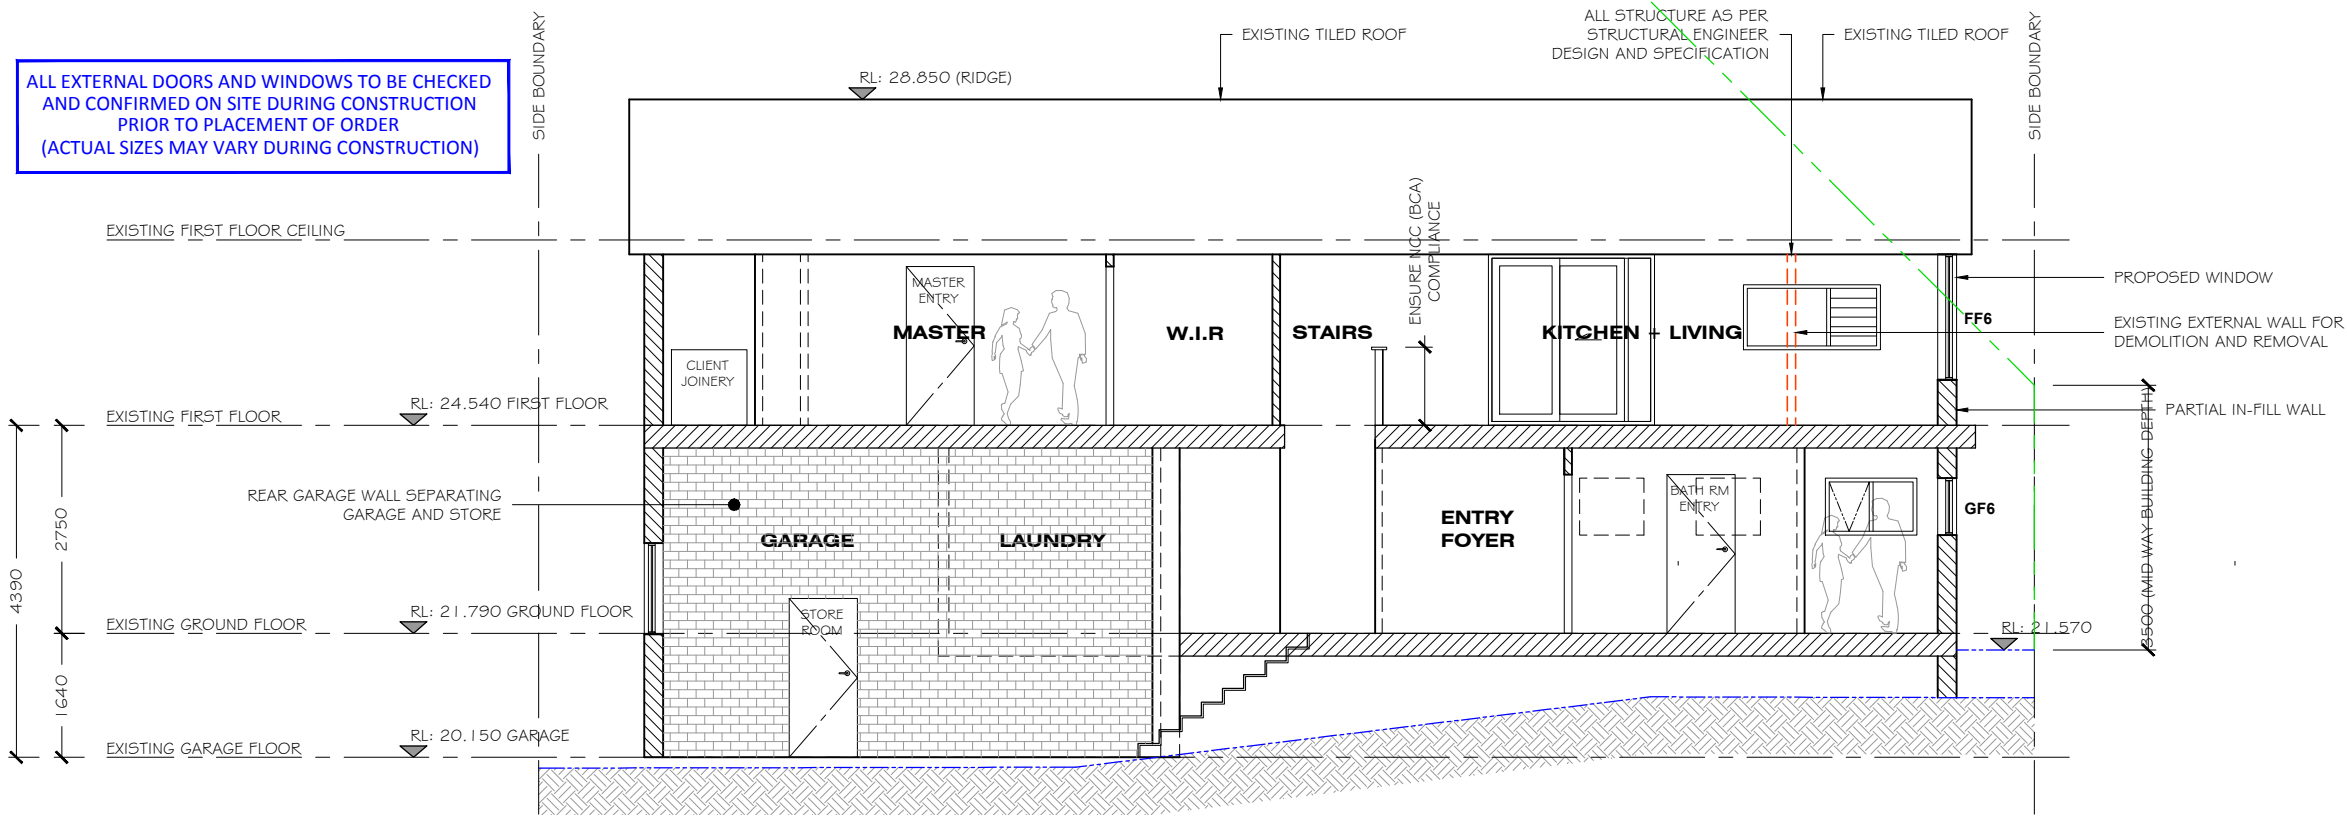 ALL EXTERNAL DOORS AND WINDOWS TO BE CHECKED
AND CONFIRMED ON SITE DURING CONSTRUCTION
PRIOR TO PLACEMENT OF ORDER
(ACTUAL SIZES MAY VARY DURING CONSTRUCTION)
SIDE BOUNDARY
RL: 28.850 (RIDGE)
EXISTING TILED ROOF
ALL STRUCTURE AS PER
STRUCTURAL ENGINEER
DESIGN AND SPECIFICATION
EXISTING TILED ROOF
SIDE BOUNDARY
EXISTING FIRST FLOOR CEILING
ENSURE NCC (BCA)
COMPLIANCE
MASTER
ENTRY
MASTER
W.I.R
STAIRS
KITCHEN + LIVING
CLIENT
JOINERY
PROPOSED WINDOW
FF6
EXISTING EXTERNAL WALL FOR
DEMOLITION AND REMOVAL
PARTIAL IN-FILL WALL
EXISTING FIRST FLOOR
RL: 24.540 FIRST FLOOR
REAR GARAGE WALL SEPARATING
GARAGE AND STORE
GARAGE
LAUNDRY
ENTRY
FOYER
BATH RM
ENTRY
GF6
3500 (MID WAY BUILDING DEPTH)
4390
2750
1640
EXISTING GROUND FLOOR
RL: 21.790 GROUND FLOOR
STORE
ROOM
RL: 21.570
EXISTING GARAGE FLOOR
RL: 20.150 GARAGE